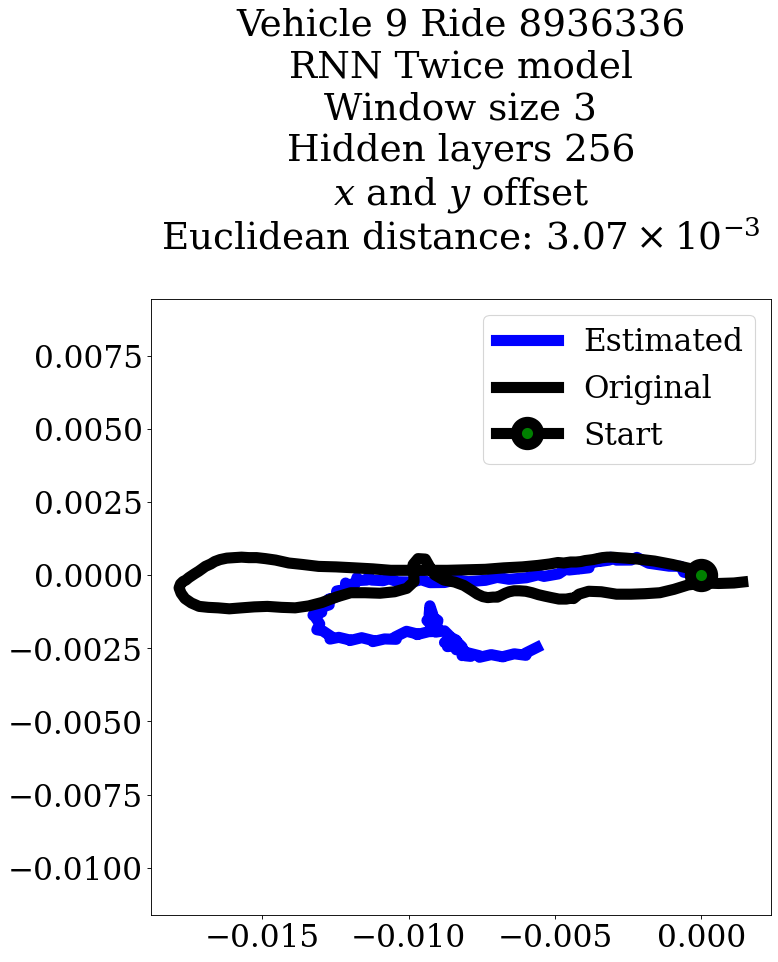 Vehicle 9 Ride 8936336
RNN Twice model
Window size 3
Hidden layers 256
x and y offset
Euclidean distance: 3.07 × 10⁻³
Estimated
Original
Start
0.0075
0.0050
0.0025
0.0000
−0.0025
−0.0050
−0.0075
−0.0100
−0.015 −0.010 −0.005 0.000